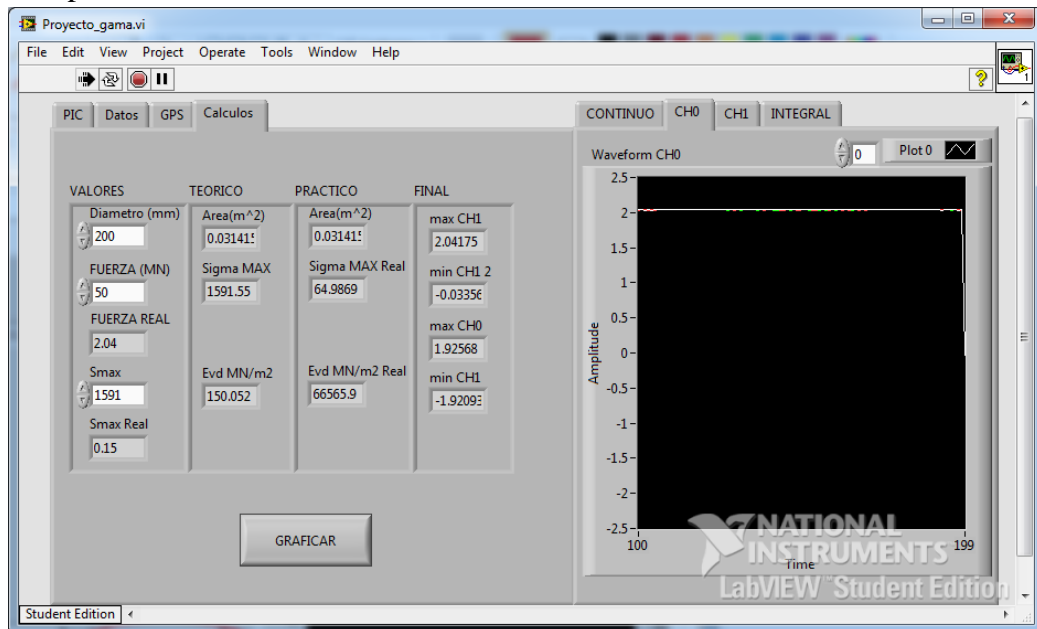 Proyecto_gama.vi
File Edit View Project Operate Tools Window Help
1
PIC Datos GPS Calculos
CONTINUO CH0 CH1 INTEGRAL
Waveform CH0
0
Plot 0
VALORES TEORICO PRACTICO FINAL
Diametro (mm)
200
FUERZA (MN)
50
FUERZA REAL
2.04
Smax
1591
Smax Real
0.15
Area(m^2)
0.031415
Sigma MAX
1591.55
Evd MN/m2
150.052
Area(m^2)
0.031415
Sigma MAX Real
64.9869
Evd MN/m2 Real
66565.9
max CH1
2.04175
min CH1 2
-0.03356
max CH0
1.92568
min CH1
-1.92093
GRAFICAR
Amplitude
2.5
2
1.5
1
0.5
0
-0.5
-1
-1.5
-2
-2.5
100 199
Time
NATIONAL
INSTRUMENTS
LabVIEW Student Edition
Student Edition